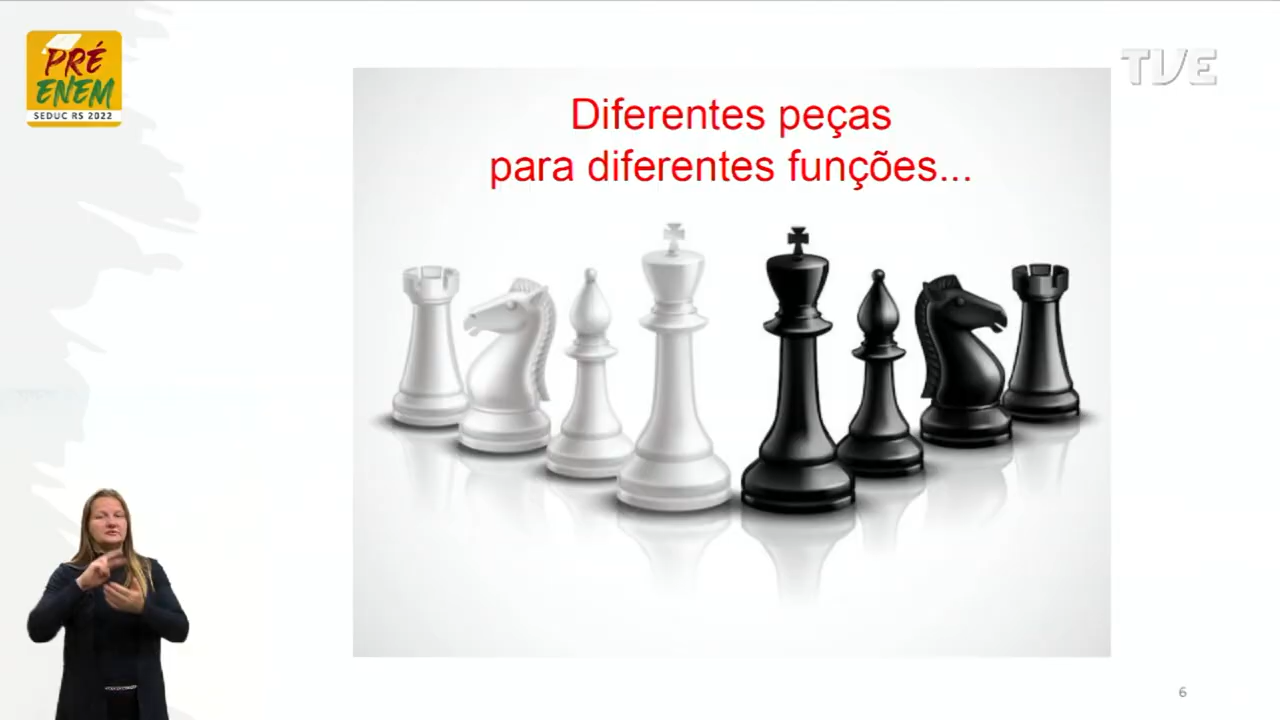 PRÉ
ENEM
SEDUC RS 2022
TVE
Diferentes peças
para diferentes funções...
6